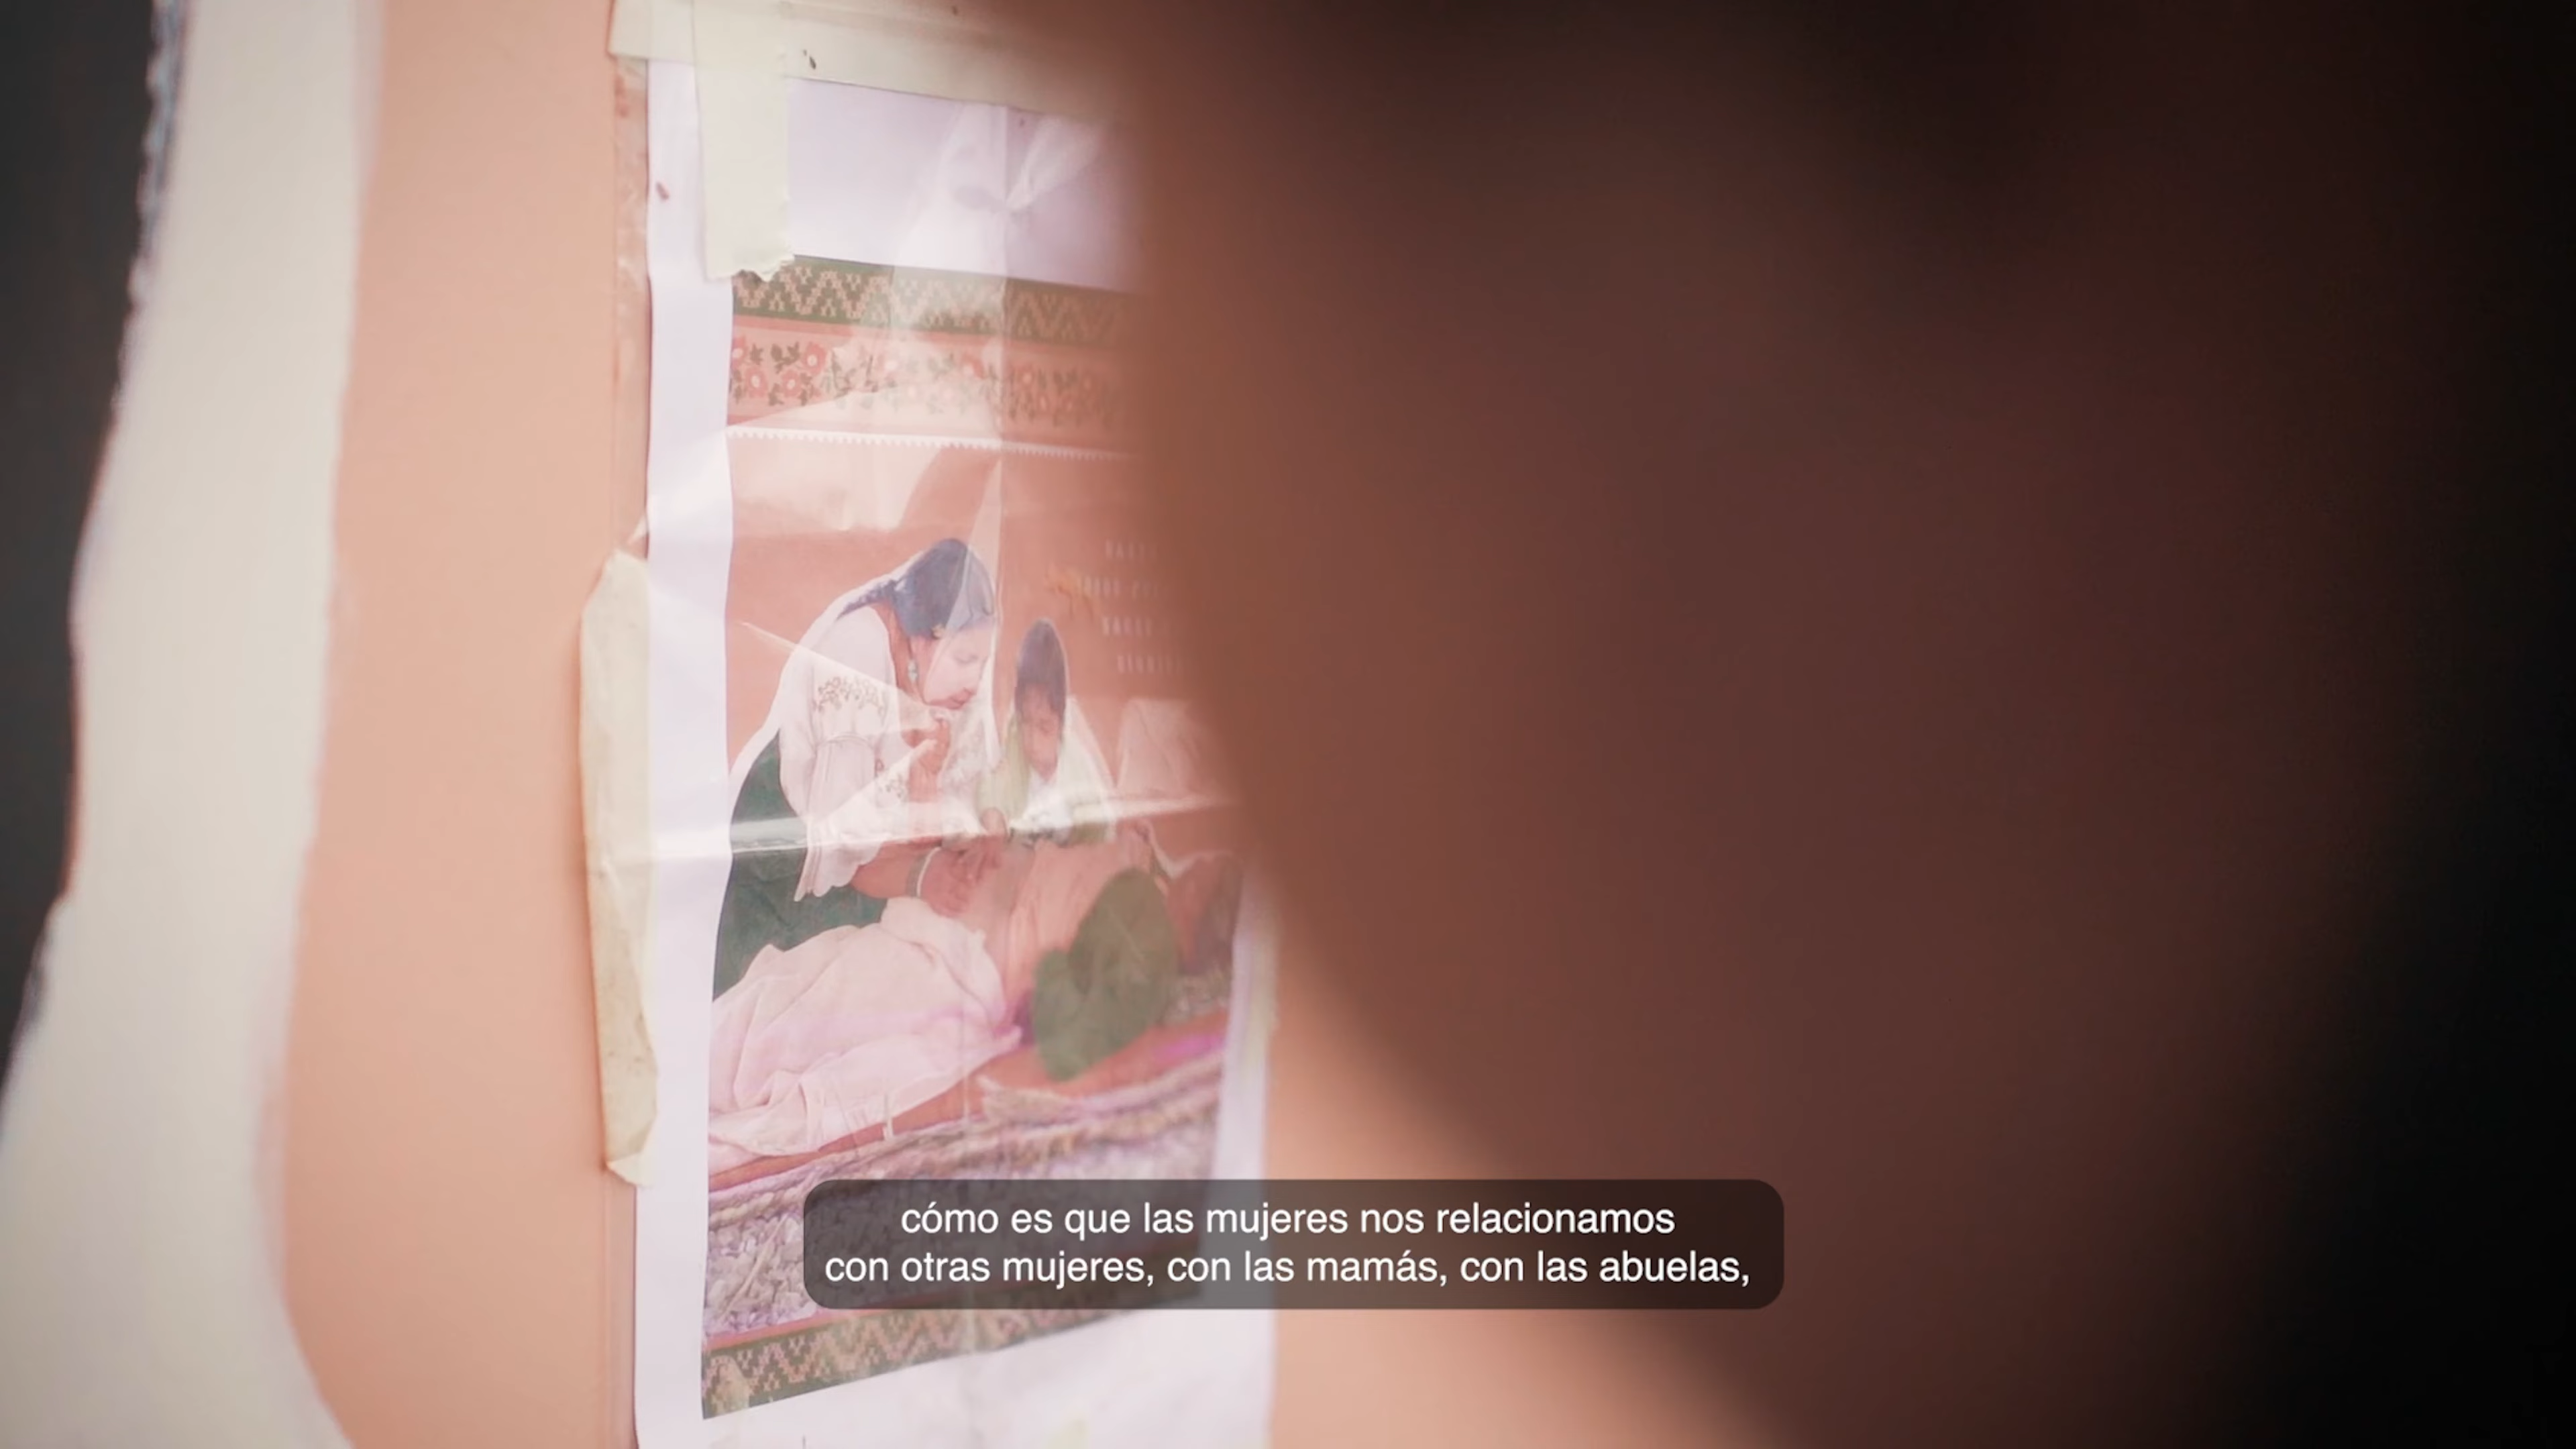 cómo es que las mujeres nos relacionamos
con otras mujeres, con las mamás, con las abuelas,